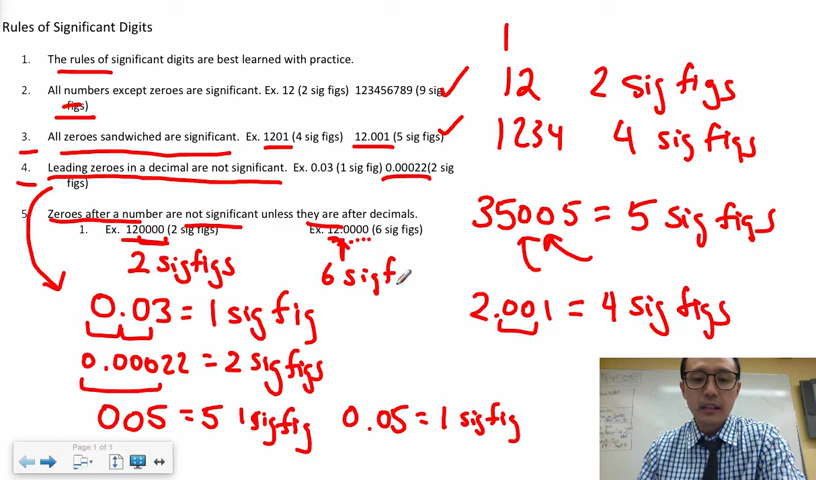 Rules of Significant Digits
1. The rules of significant digits are best learned with practice.
2. All numbers except zeroes are significant. Ex. 12 (2 sig figs) 123456789 (9 sig
figs)
3. All zeroes sandwiched are significant. Ex. 1201 (4 sig figs) 12.001 (5 sig figs)
4. Leading zeroes in a decimal are not significant. Ex. 0.03 (1 sig fig) 0.00022(2 sig
figs)
5. Zeroes after a number are not significant unless they are after decimals.
1. Ex. 120000 (2 sig figs) Ex. 12.0000 (6 sig figs)
2 sigfigs
6 sigf
0.03 = 1 sig fig
0.00022 = 2 sig figs
005 = 5 1 sigfig
0.05 = 1 sigfig
1
12 2 sig figs
1234 4 sig figs
35005 = 5 sig figs
2.001 = 4 sig figs
Page 1 of 1